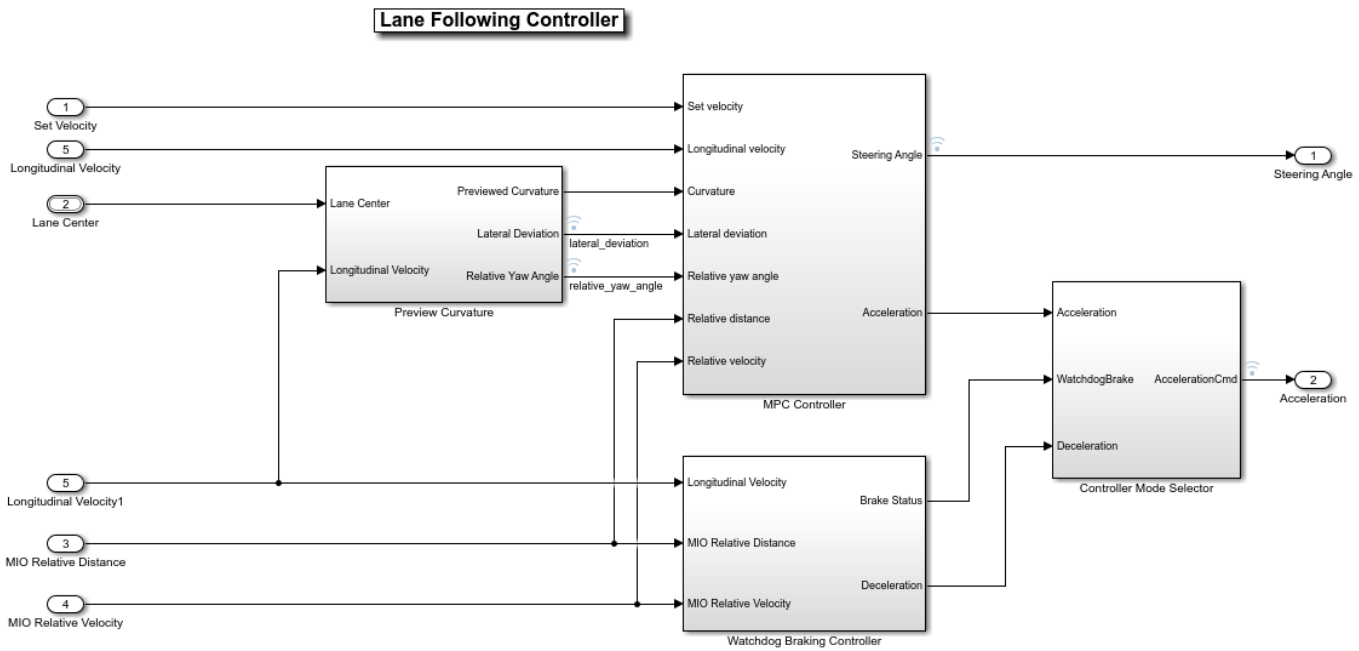 Lane Following Controller
1
Set Velocity
5
Longitudinal Velocity
2
Lane Center
Lane Center
Longitudinal Velocity
Previewed Curvature
Lateral Deviation
Relative Yaw Angle
Preview Curvature
lateral_deviation
relative_yaw_angle
Set velocity
Longitudinal velocity
Curvature
Lateral deviation
Relative yaw angle
Relative distance
Relative velocity
Steering Angle
Acceleration
MPC Controller
1
Steering Angle
Acceleration
WatchdogBrake
Deceleration
AccelerationCmd
Controller Mode Selector
2
Acceleration
5
Longitudinal Velocity1
3
MIO Relative Distance
4
MIO Relative Velocity
Longitudinal Velocity
MIO Relative Distance
MIO Relative Velocity
Brake Status
Deceleration
Watchdog Braking Controller